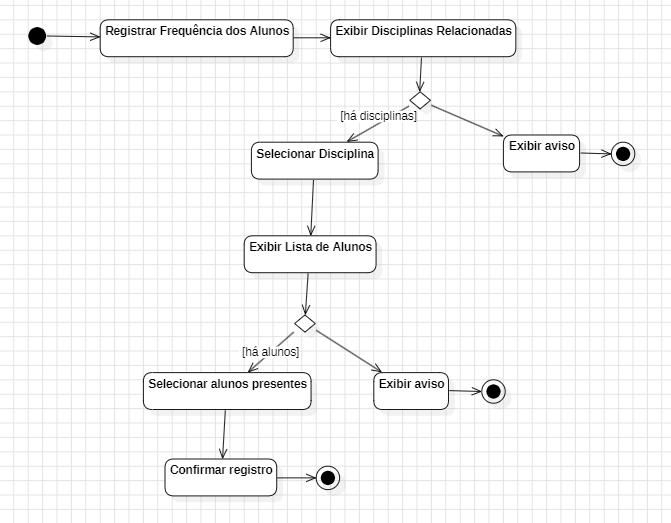 Registrar Frequência dos Alunos
Exibir Disciplinas Relacionadas
[há disciplinas]
Selecionar Disciplina
Exibir aviso
Exibir Lista de Alunos
[há alunos]
Selecionar alunos presentes
Exibir aviso
Confirmar registro